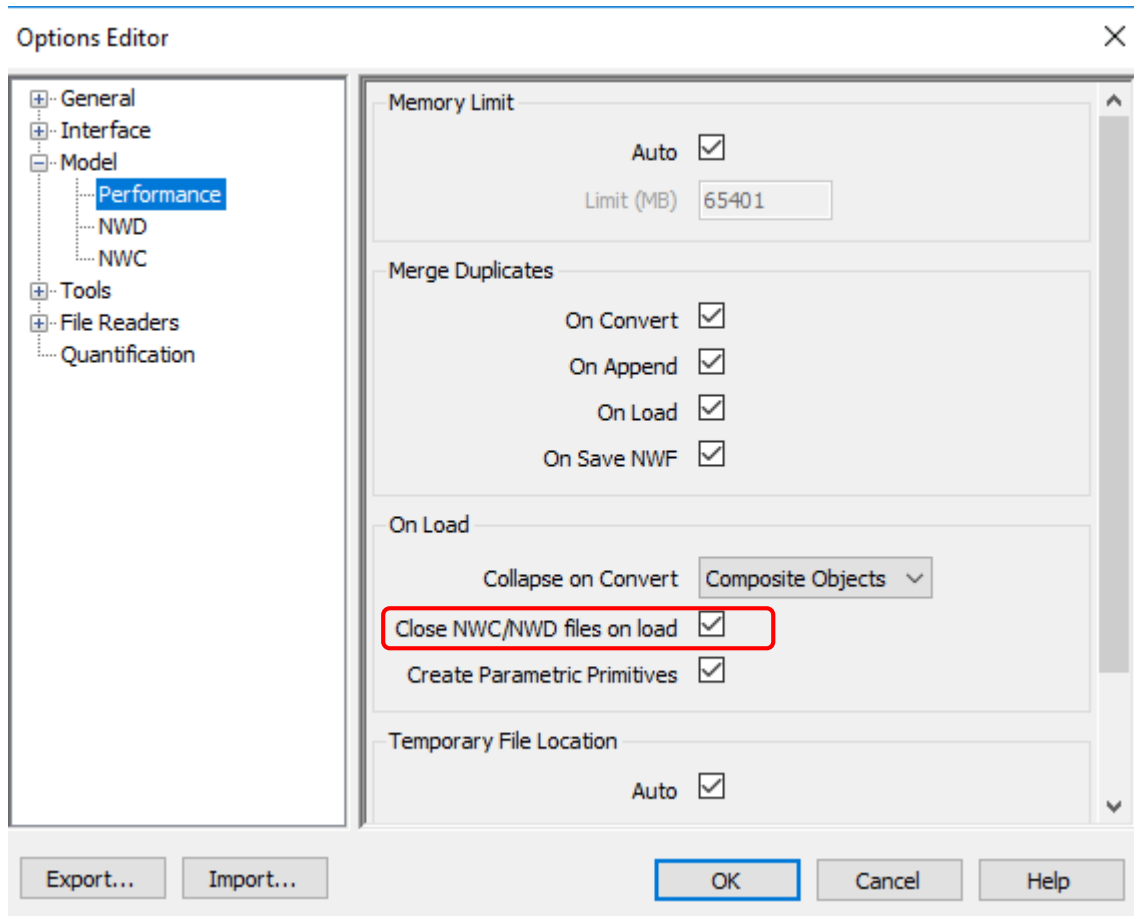 Options Editor
General
Interface
Model
Performance
NWD
NWC
Tools
File Readers
Quantification
Memory Limit
Auto
Limit (MB) 65401
Merge Duplicates
On Convert
On Append
On Load
On Save NWF
On Load
Collapse on Convert Composite Objects
Close NWC/NWD files on load
Create Parametric Primitives
Temporary File Location
Auto
Export... Import... OK Cancel Help